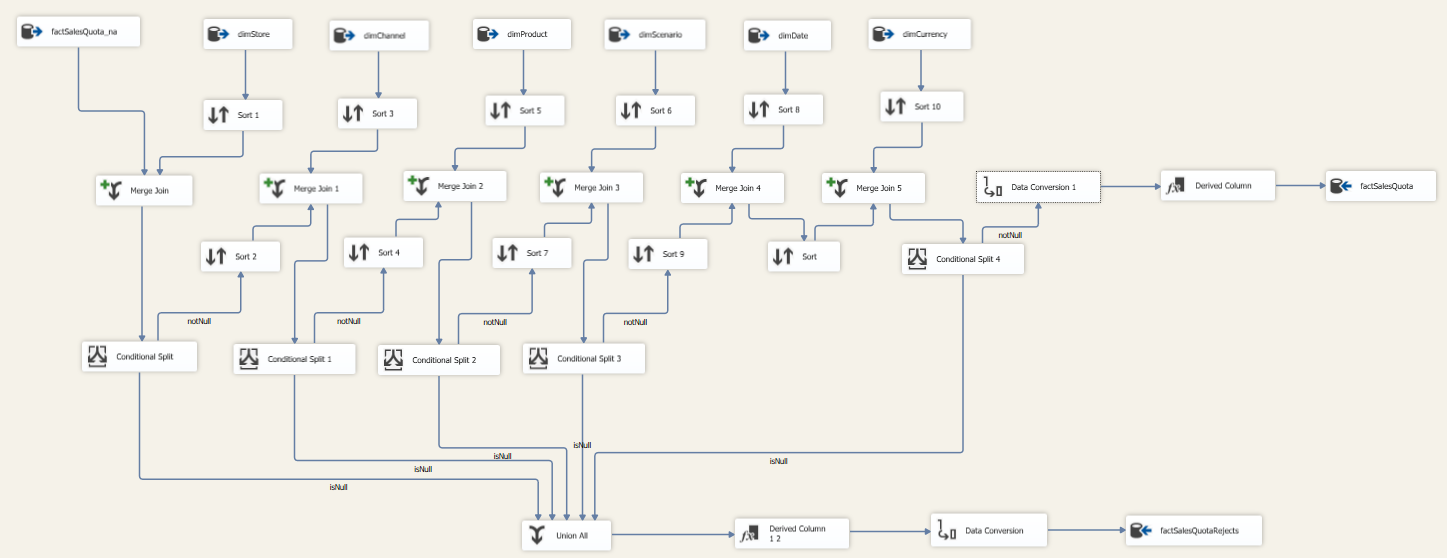 factSalesQuota_na
dimStore
dimChannel
dimProduct
dimScenario
dimDate
dimCurrency
Sort 1
Sort 3
Sort 5
Sort 6
Sort 8
Sort 10
Merge Join
Merge Join 1
Merge Join 2
Merge Join 3
Merge Join 4
Merge Join 5
Data Conversion 1
Derived Column
factSalesQuota
notNull
Sort 2
Sort 4
Sort 7
Sort 9
Sort
Conditional Split 4
notNull
notNull
notNull
notNull
Conditional Split
Conditional Split 1
Conditional Split 2
Conditional Split 3
isNull
isNull
isNull
isNull
isNull
Union All
Derived Column
1 2
Data Conversion
factSalesQuotaRejects